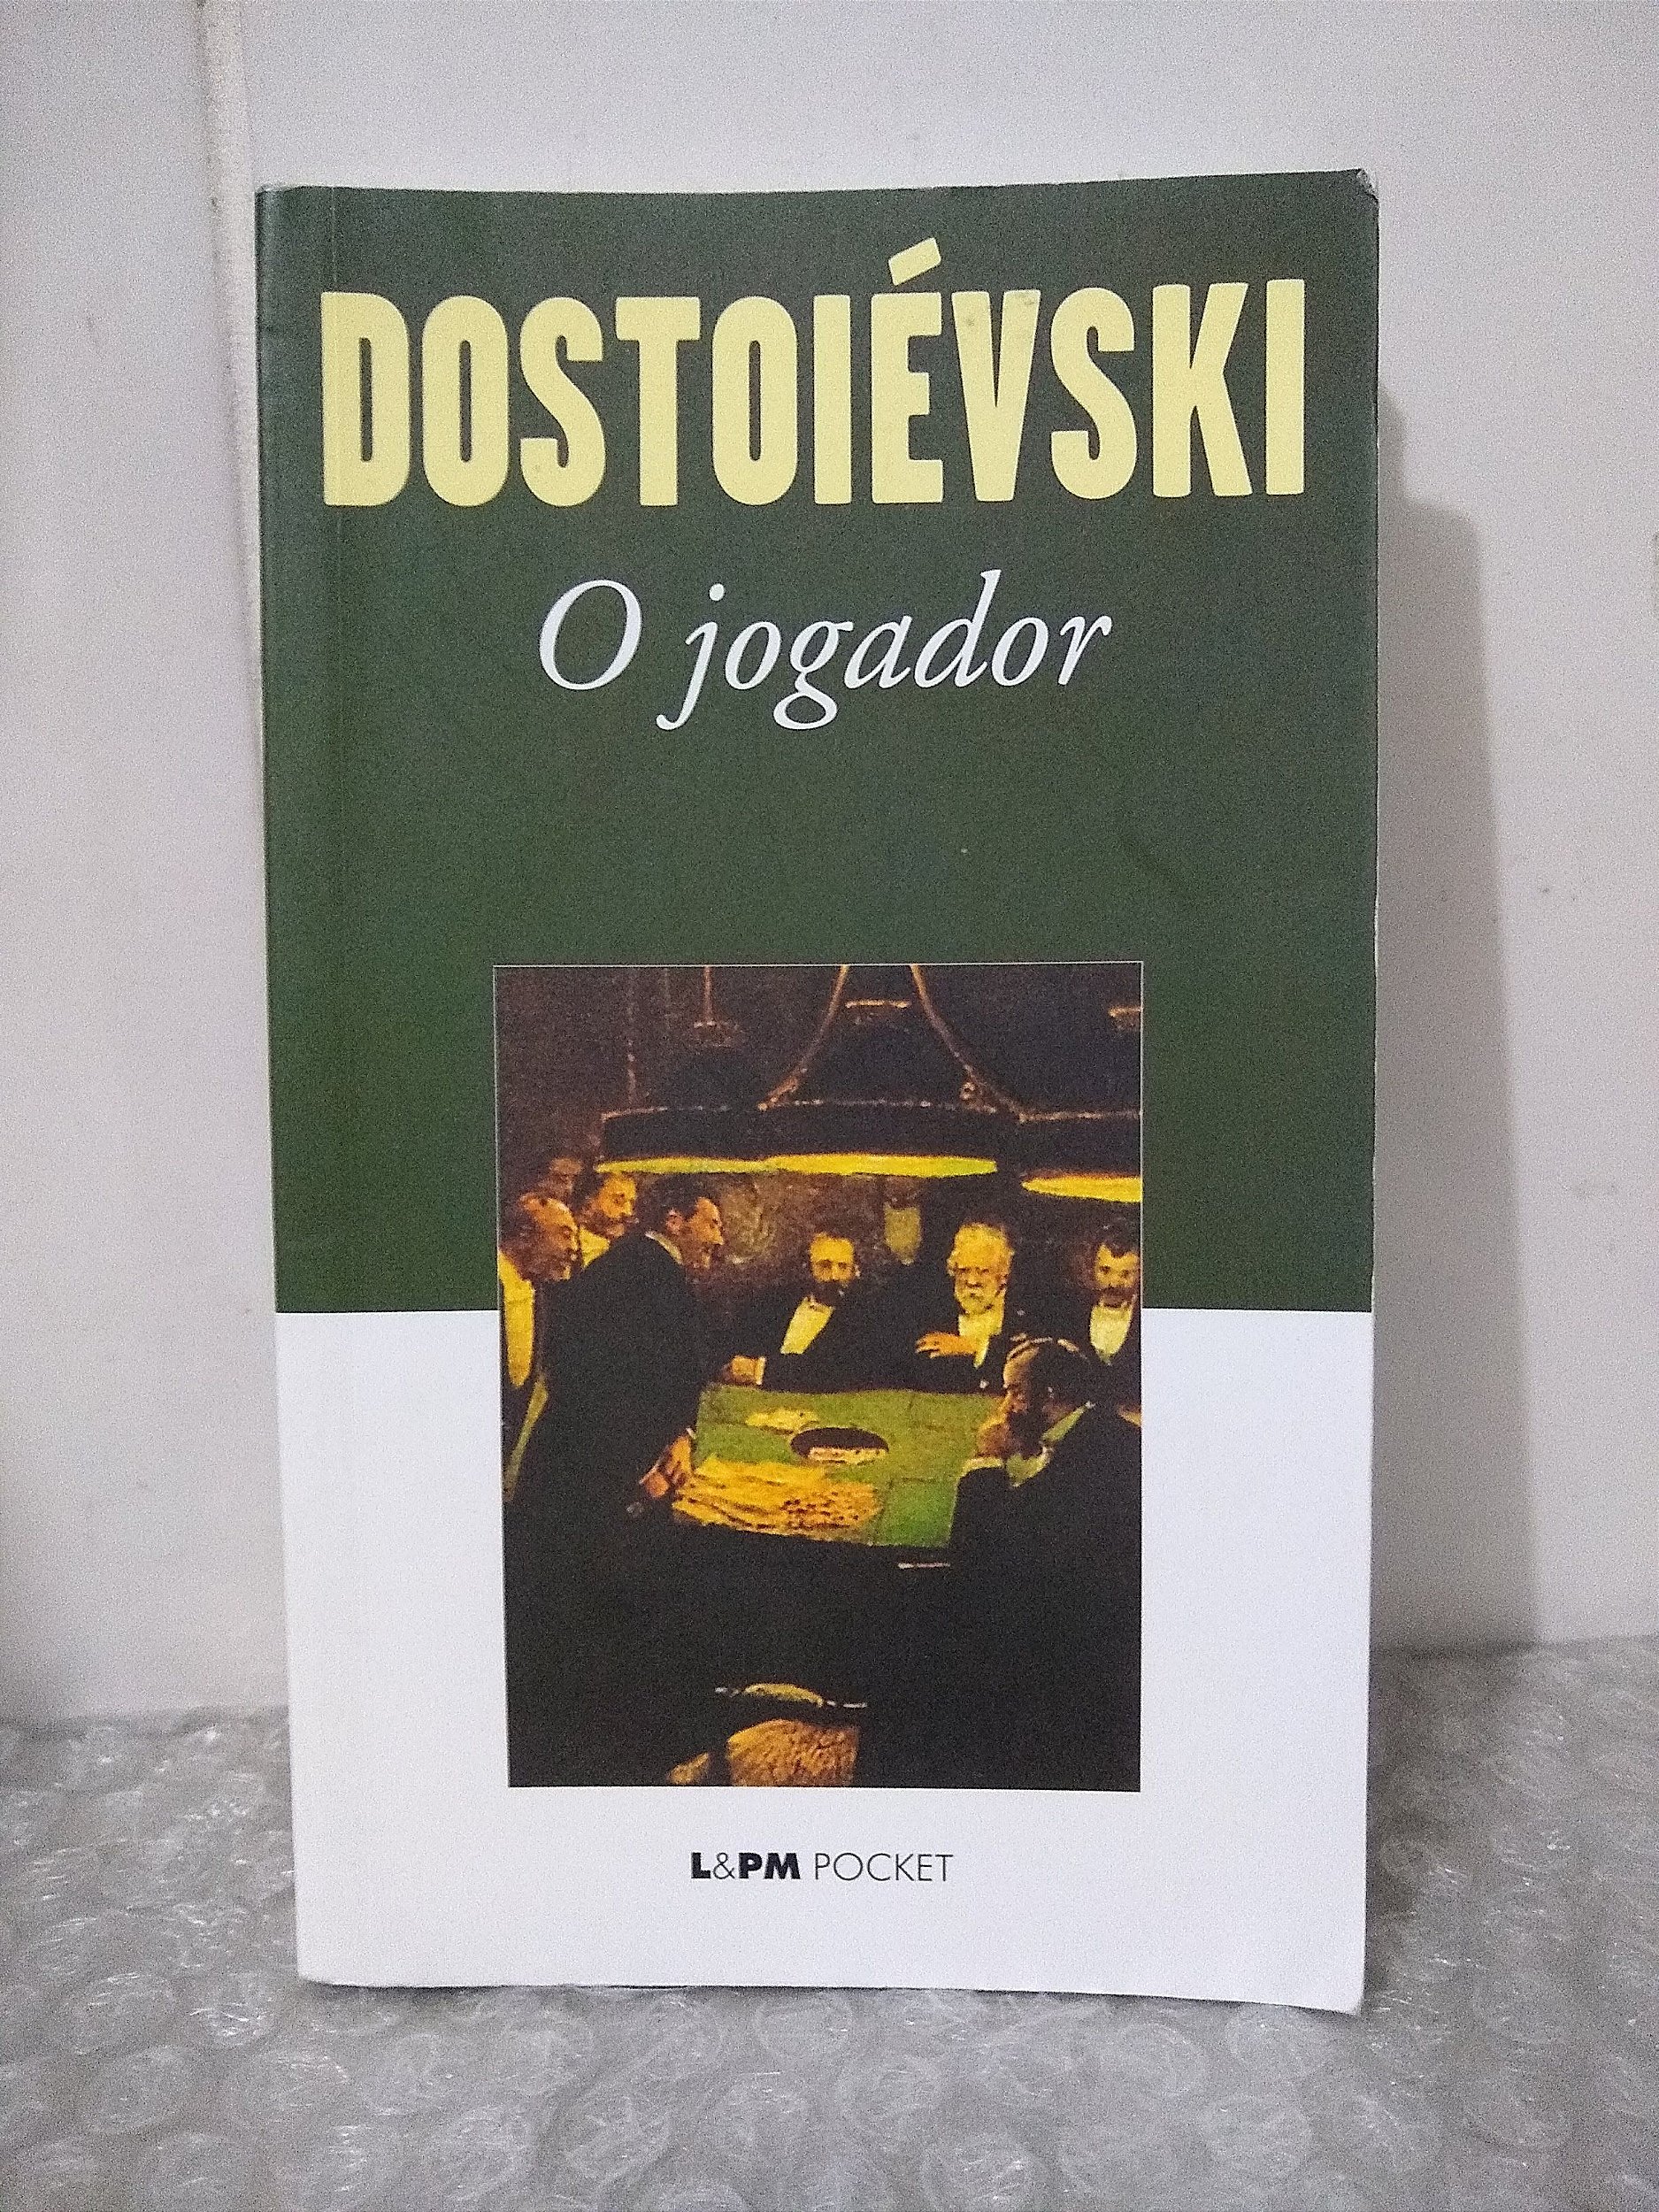 DOSTOIÉVSKI
O jogador
L&PM POCKET